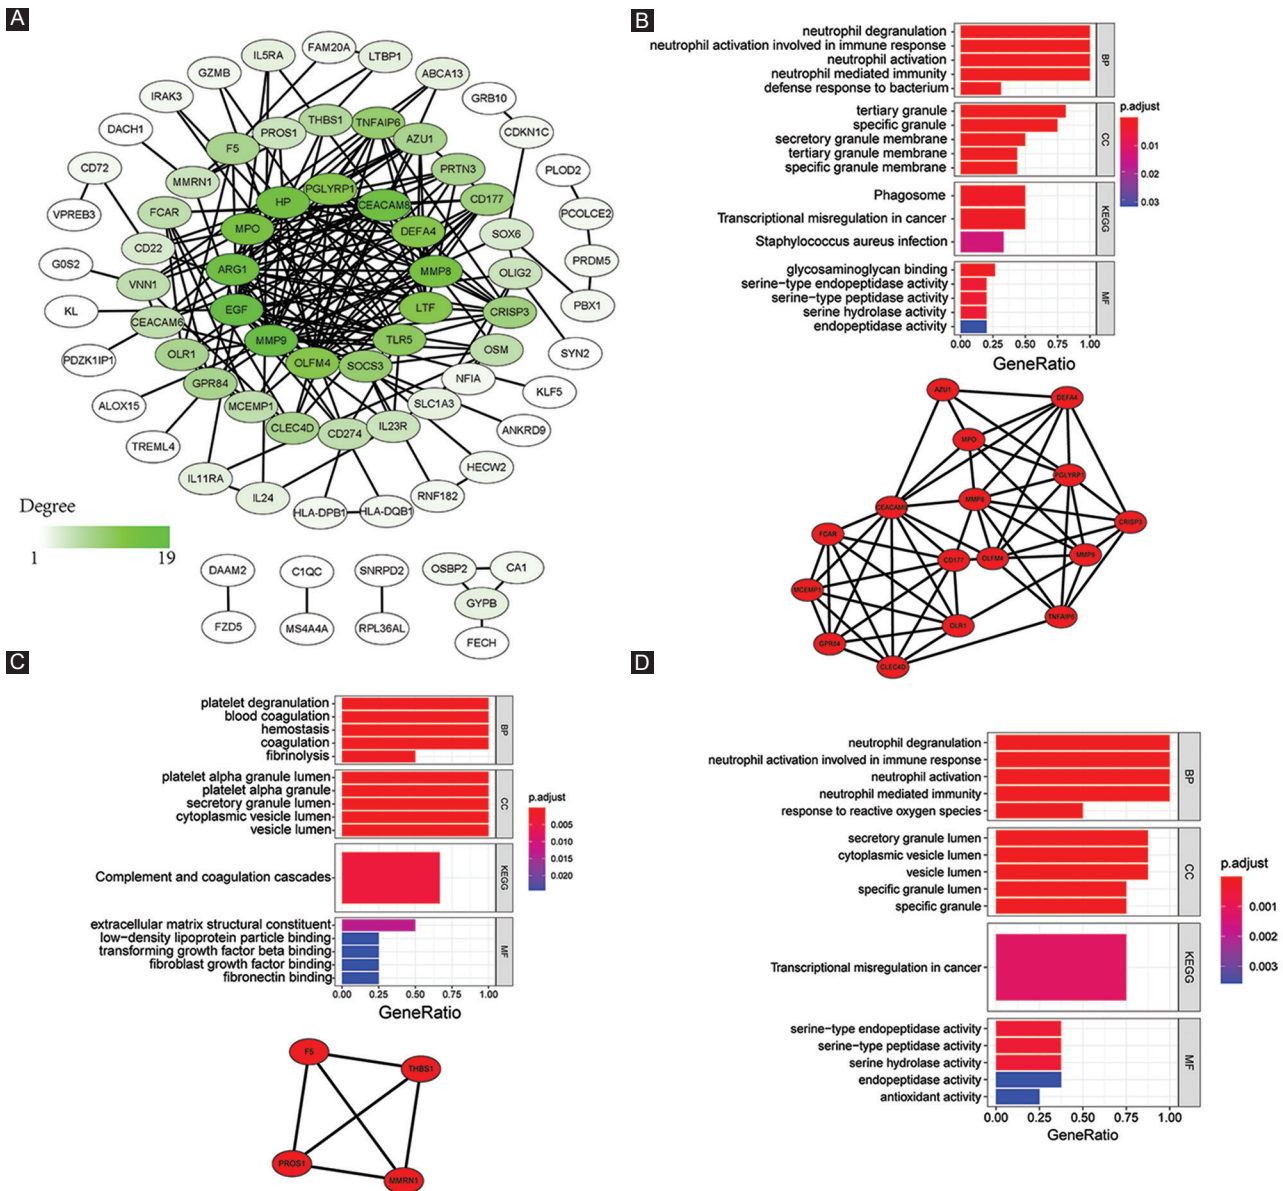 A
IL5RA
FAM20A
LTBP1
GZMB
ABCA13
IRAK3
GRB10
DACH1
PROS1
THBS1
TNFAIP6
AZU1
CDKN1C
F5
CD72
MMRN1
PRTN3
PLOD2
PGLYRP1
HP
CEACAM8
CD177
VPREB3
FCAR
PCOLCE2
MPO
DEFA4
SOX6
CD22
G0S2
ARG1
MMP8
OLIG2
PRDM5
VNN1
KL
EGF
LTF
CRISP3
PBX1
CEACAM6
MMP9
TLR5
PDZK1IP1
OLR1
OLFM4
SOCS3
OSM
SYN2
GPR84
NFIA
ALOX15
MCEMP1
SLC1A3
KLF5
CLEC4D
CD274
IL23R
ANKRD9
TREML4
IL11RA
HECW2
IL24
RNF182
HLA-DPB1
HLA-DQB1
Degree
1 19
DAAM2
C1QC
SNRPD2
OSBP2
CA1
GYPB
FZD5
MS4A4A
RPL36AL
FECH
B
neutrophil degranulation
neutrophil activation involved in immune response
neutrophil activation
neutrophil mediated immunity
defense response to bacterium
BP
tertiary granule
specific granule
secretory granule membrane
tertiary granule membrane
specific granule membrane
CC
Phagosome
Transcriptional misregulation in cancer
Staphylococcus aureus infection
KEGG
glycosaminoglycan binding
serine-type endopeptidase activity
serine-type peptidase activity
serine hydrolase activity
endopeptidase activity
MF
0.00 0.25 0.50 0.75 1.00
GeneRatio
p.adjust
0.01
0.02
0.03
AZU1
DEFA4
MPO
PGLYRP1
MMP8
CRISP3
FCAR
CD177
OLFM4
MMP9
MCEMP1
OLR1
TNFAIP6
GPR84
CLEC4D
C
platelet degranulation
blood coagulation
hemostasis
coagulation
fibrinolysis
BP
platelet alpha granule lumen
platelet alpha granule
secretory granule lumen
cytoplasmic vesicle lumen
vesicle lumen
CC
Complement and coagulation cascades
KEGG
extracellular matrix structural constituent
low-density lipoprotein particle binding
transforming growth factor beta binding
fibroblast growth factor binding
fibronectin binding
MF
0.00 0.25 0.50 0.75 1.00
GeneRatio
p.adjust
0.005
0.010
0.015
0.020
F5
THBS1
PROS1
MMRN1
D
neutrophil degranulation
neutrophil activation involved in immune response
neutrophil activation
neutrophil mediated immunity
response to reactive oxygen species
BP
secretory granule lumen
cytoplasmic vesicle lumen
vesicle lumen
specific granule lumen
specific granule
CC
Transcriptional misregulation in cancer
KEGG
serine-type endopeptidase activity
serine-type peptidase activity
serine hydrolase activity
endopeptidase activity
antioxidant activity
MF
0.00 0.25 0.50 0.75 1.00
GeneRatio
p.adjust
0.001
0.002
0.003